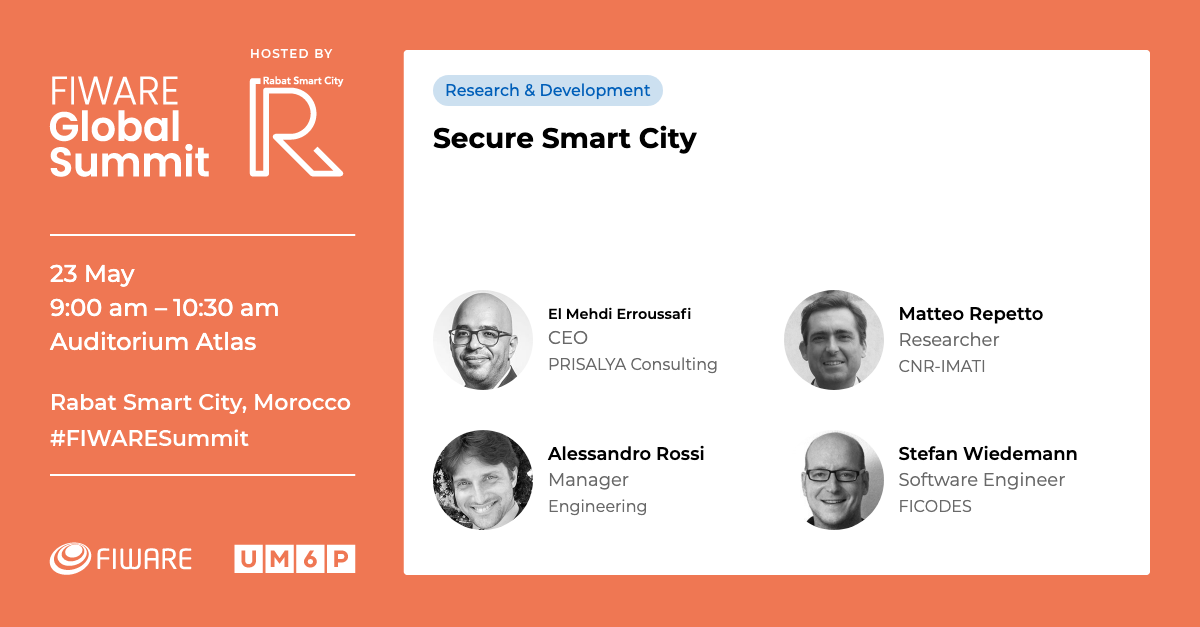 HOSTED BY
FIWARE
Global
Summit
Rabat Smart City
R
23 May
9:00 am – 10:30 am
Auditorium Atlas
Rabat Smart City, Morocco
#FIWARESummit
FIWARE
UM6P
Research & Development
Secure Smart City
El Mehdi Erroussafi
CEO
PRISALYA Consulting
Matteo Repetto
Researcher
CNR-IMATI
Alessandro Rossi
Manager
Engineering
Stefan Wiedemann
Software Engineer
FICODES